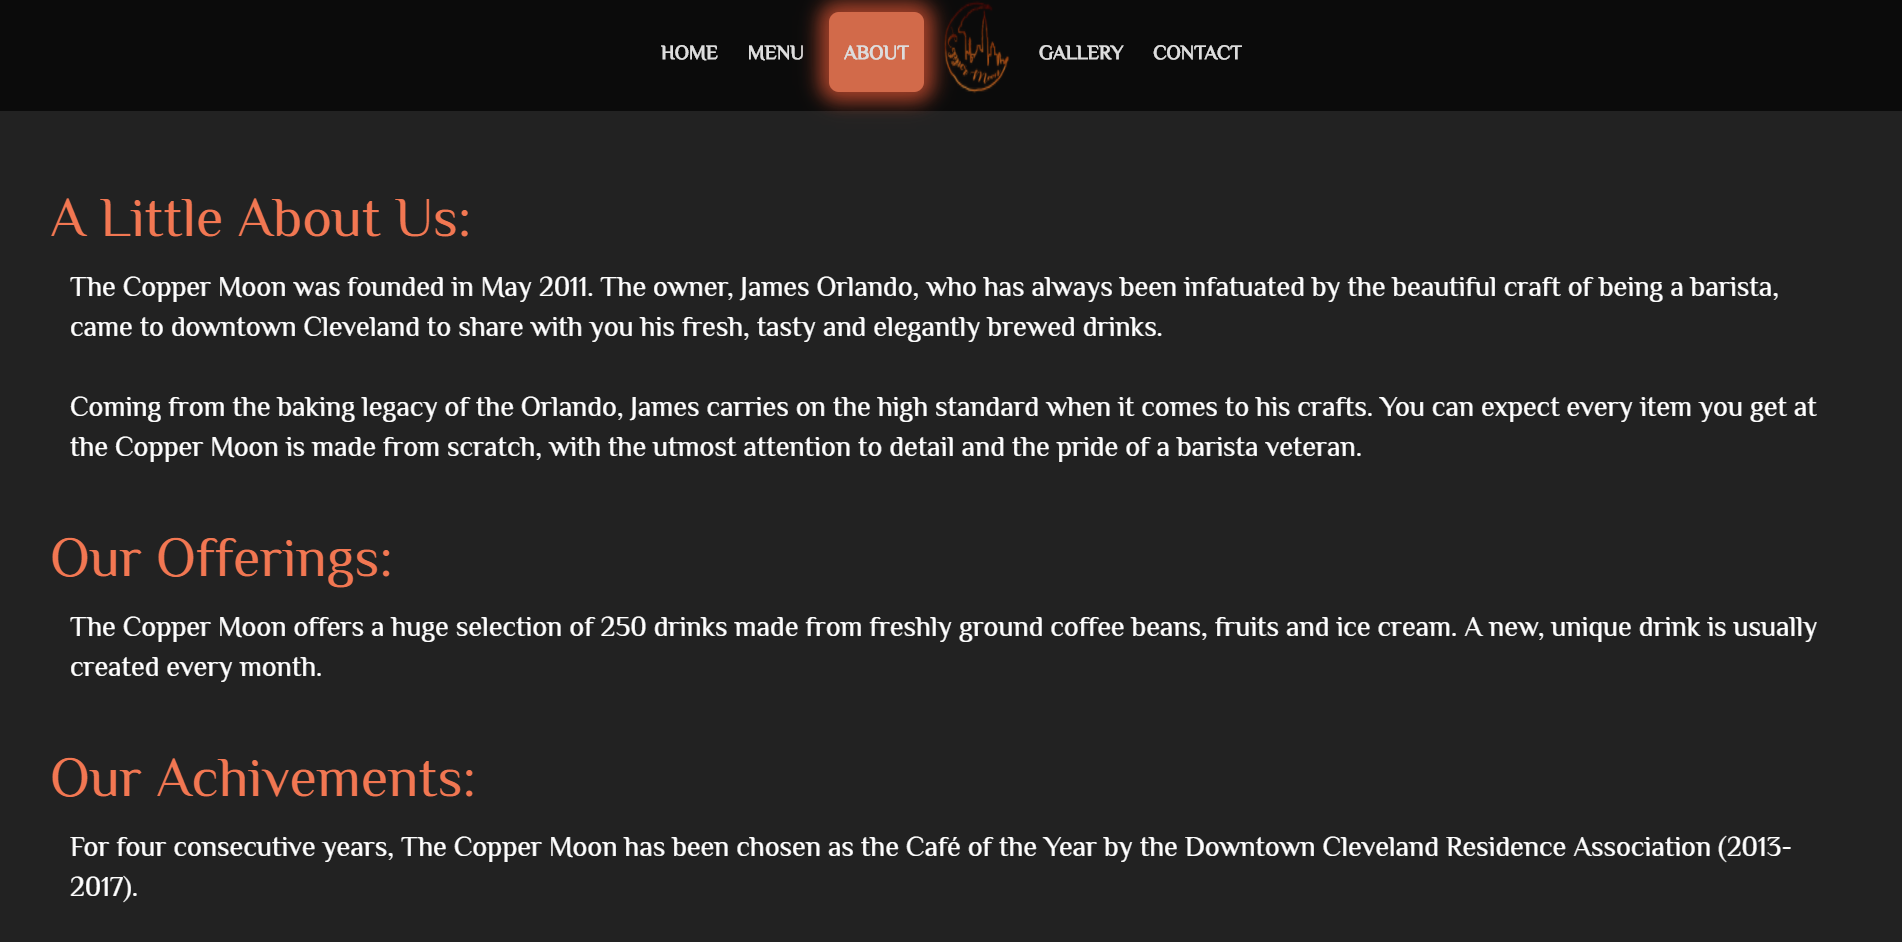 HOME MENU ABOUT GALLERY CONTACT
A Little About Us:
The Copper Moon was founded in May 2011. The owner, James Orlando, who has always been infatuated by the beautiful craft of being a barista,
came to downtown Cleveland to share with you his fresh, tasty and elegantly brewed drinks.
Coming from the baking legacy of the Orlando, James carries on the high standard when it comes to his crafts. You can expect every item you get at
the Copper Moon is made from scratch, with the utmost attention to detail and the pride of a barista veteran.
Our Offerings:
The Copper Moon offers a huge selection of 250 drinks made from freshly ground coffee beans, fruits and ice cream. A new, unique drink is usually
created every month.
Our Achivements:
For four consecutive years, The Copper Moon has been chosen as the Café of the Year by the Downtown Cleveland Residence Association (2013-
2017).